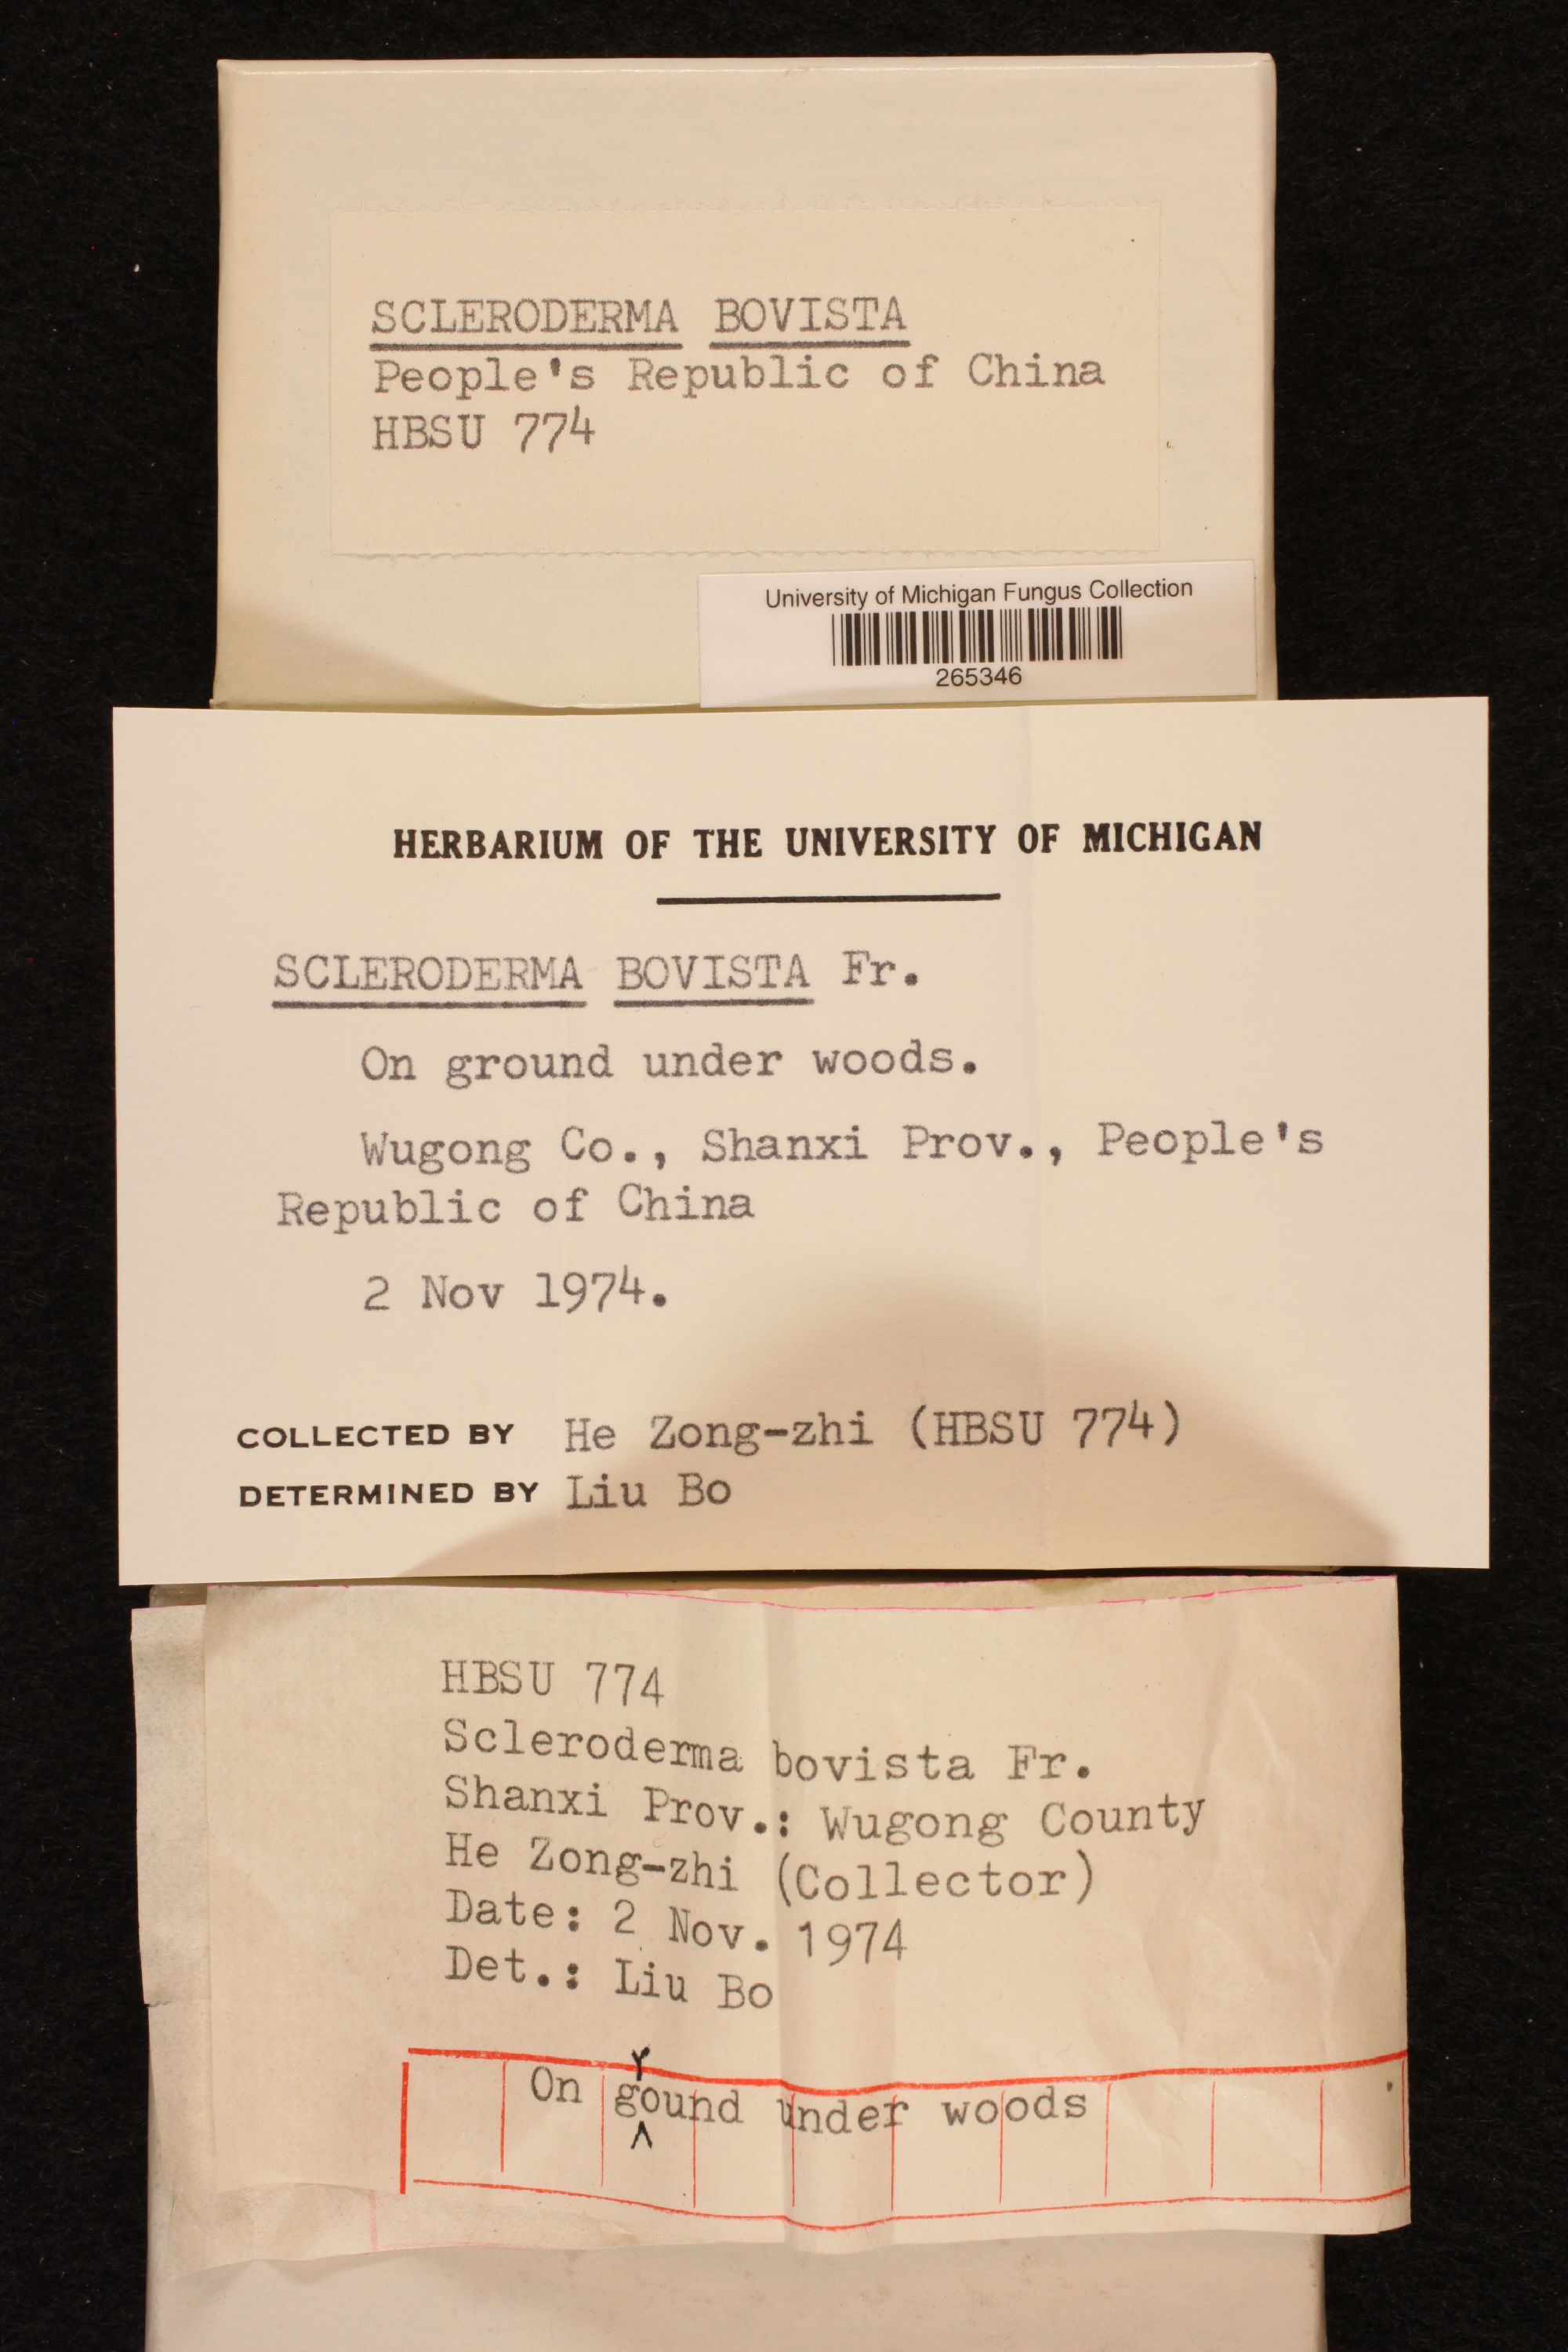 SCLERODERMA BOVISTA
People's Republic of China
HBSU 774
University of Michigan Fungus Collection
265346
HERBARIUM OF THE UNIVERSITY OF MICHIGAN
SCLERODERMA BOVISTA Fr.
On ground under woods.
Wugong Co., Shanxi Prov., People's
Republic of China
2 Nov 1974.
COLLECTED BY He Zong-zhi (HBSU 774)
DETERMINED BY Liu Bo
HBSU 774
Scleroderma bovista Fr.
Shanxi Prov.: Wugong County
He Zong-zhi (Collector)
Date: 2 Nov. 1974
Det.: Liu Bo
r
On gound under woods
^